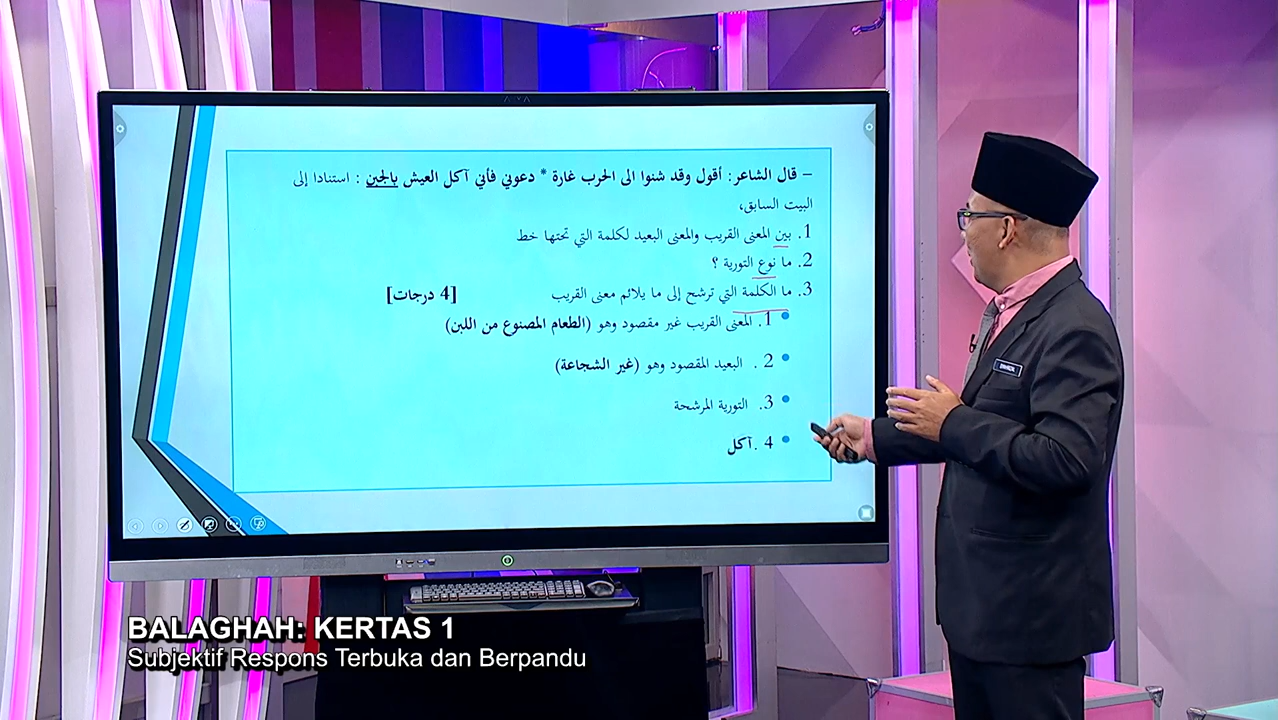 – قال الشاعر: أقول وقد شنوا الى الحرب غارة * دعوني فأني آكل العيش بالجبن : استنادا إلى
البيت السابق،
1. بين المعنى القريب والمعنى البعيد لكلمة التي تحتها خط
2. ما نوع التورية ؟
3. ما الكلمة التي ترشح إلى ما يلائم معنى القريب [4 درجات]
1. المعنى القريب غير مقصود وهو (الطعام المصنوع من اللبن)
2 . البعيد المقصود وهو (غير الشجاعة)
3. التورية المرشحة
4 .آكل
BALAGHAH: KERTAS 1
Subjektif Respons Terbuka dan Berpandu